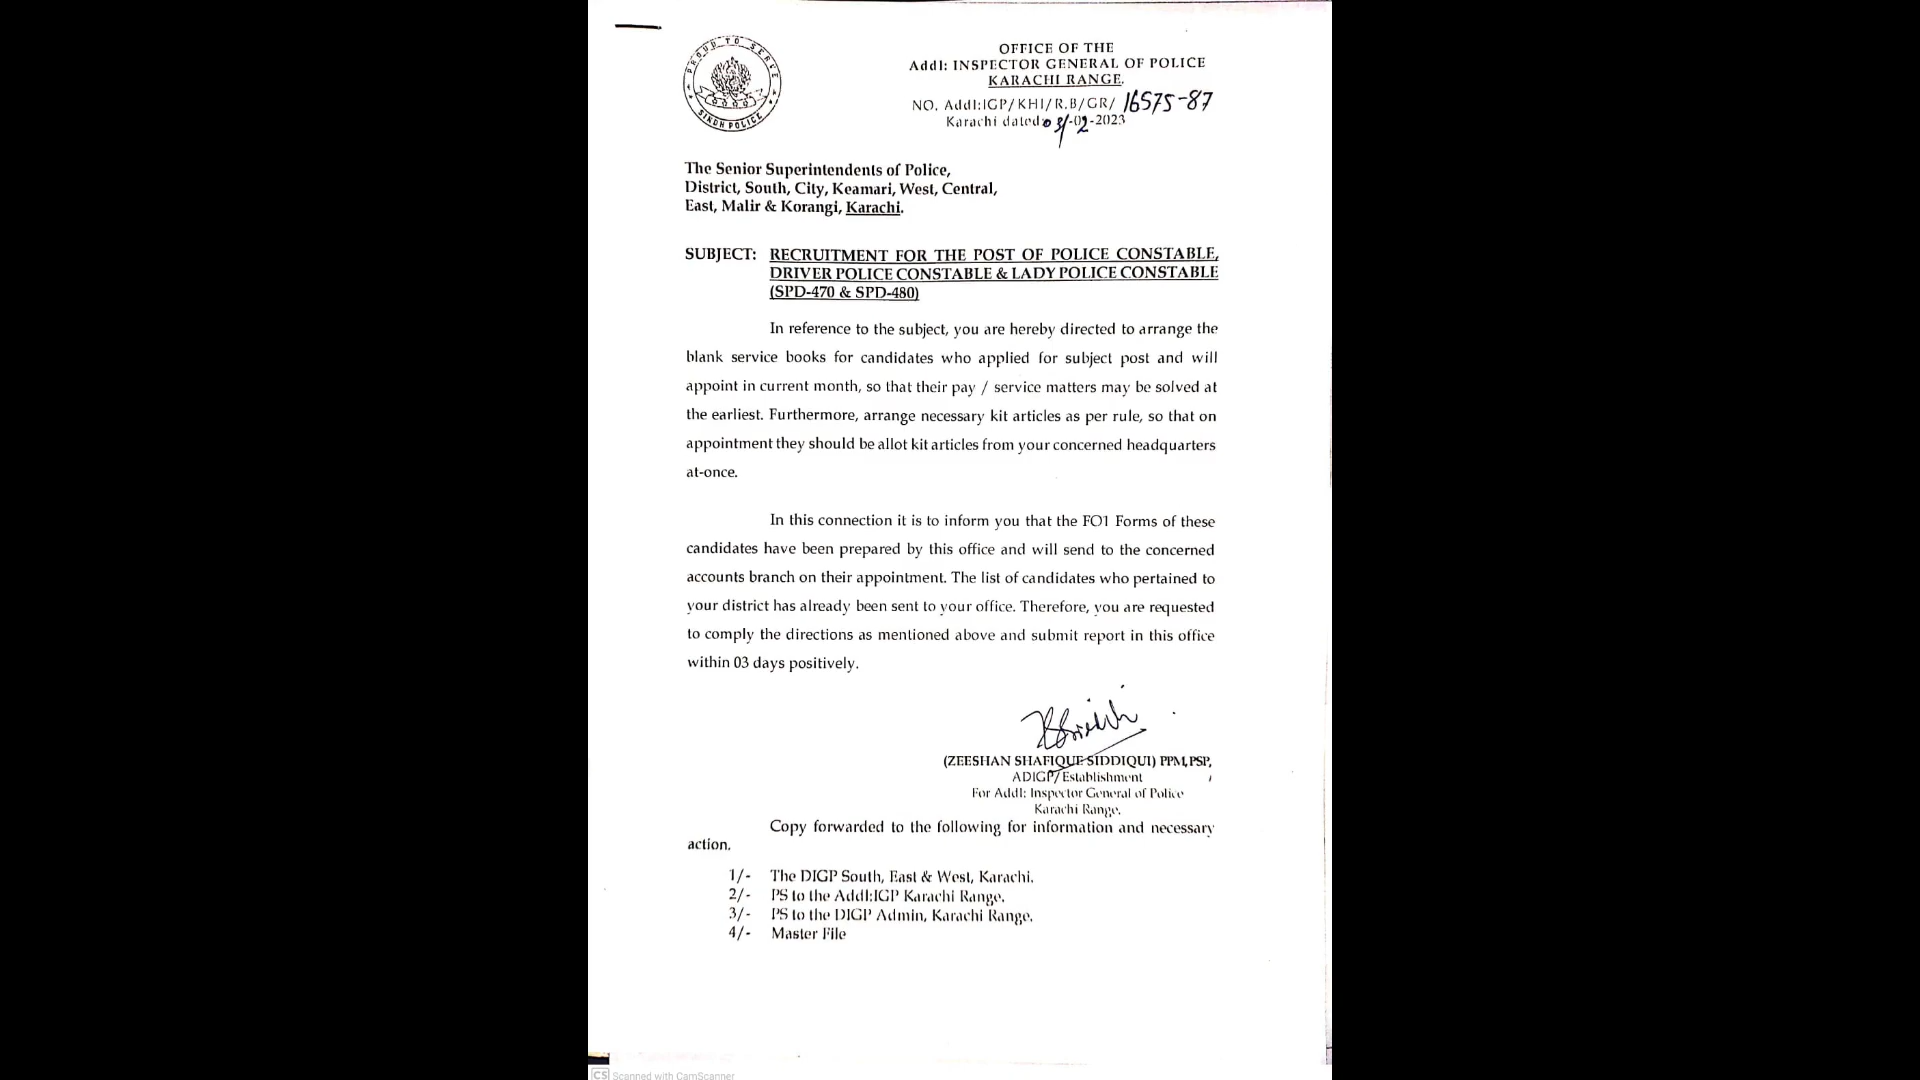 PROUD TO SERVE
SINDH POLICE
OFFICE OF THE
Addl: INSPECTOR GENERAL OF POLICE
KARACHI RANGE.
NO. Addl:IGP/KHI/R.B/GR/ 16575-87
Karachi dated: 03/-02-2023
The Senior Superintendents of Police,
District, South, City, Keamari, West, Central,
East, Malir & Korangi, Karachi.
SUBJECT: RECRUITMENT FOR THE POST OF POLICE CONSTABLE,
DRIVER POLICE CONSTABLE & LADY POLICE CONSTABLE
(SPD-470 & SPD-480)
In reference to the subject, you are hereby directed to arrange the
blank service books for candidates who applied for subject post and will
appoint in current month, so that their pay / service matters may be solved at
the earliest. Furthermore, arrange necessary kit articles as per rule, so that on
appointment they should be allot kit articles from your concerned headquarters
at-once.
In this connection it is to inform you that the FO1 Forms of these
candidates have been prepared by this office and will send to the concerned
accounts branch on their appointment. The list of candidates who pertained to
your district has already been sent to your office. Therefore, you are requested
to comply the directions as mentioned above and submit report in this office
within 03 days positively.
(ZEESHAN SHAFIQUE SIDDIQUI) PPM, PSP,
ADIGP/Establishment
For Addl: Inspector General of Police
Karachi Range.
Copy forwarded to the following for information and necessary
action.
1/- The DIGP South, East & West, Karachi.
2/- PS to the Addl:IGP Karachi Range.
3/- PS to the DIGP Admin, Karachi Range.
4/- Master File
CS Scanned with CamScanner